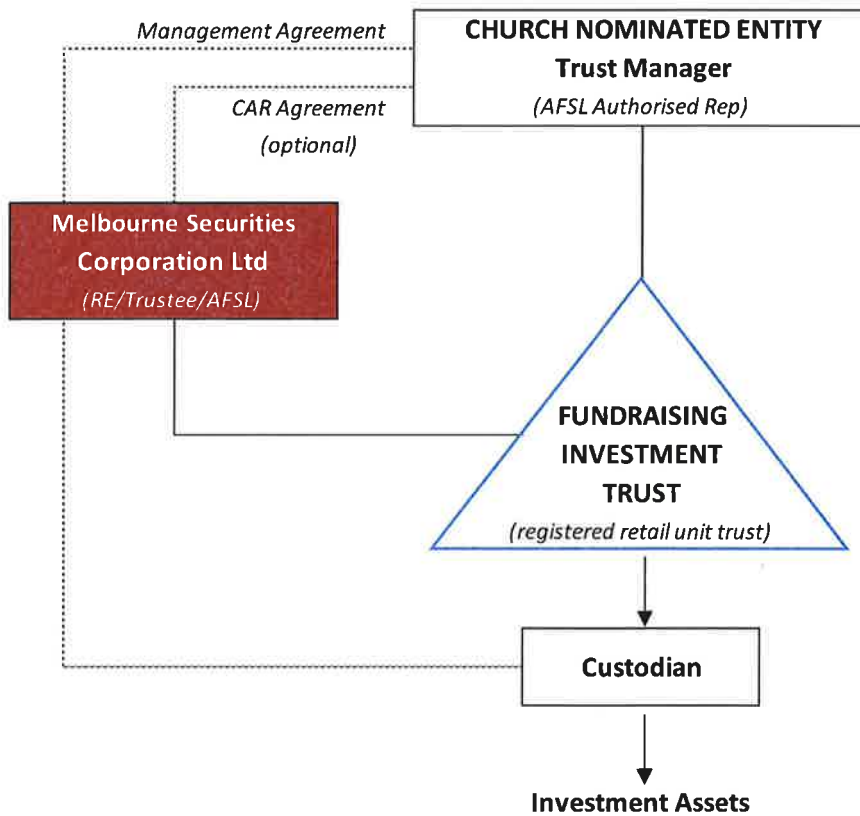 Management Agreement
CHURCH NOMINATED ENTITY
Trust Manager
(AFSL Authorised Rep)
CAR Agreement
(optional)
Melbourne Securities
Corporation Ltd
(RE/Trustee/AFSL)
FUNDRAISING
INVESTMENT
TRUST
(registered retail unit trust)
Custodian
Investment Assets